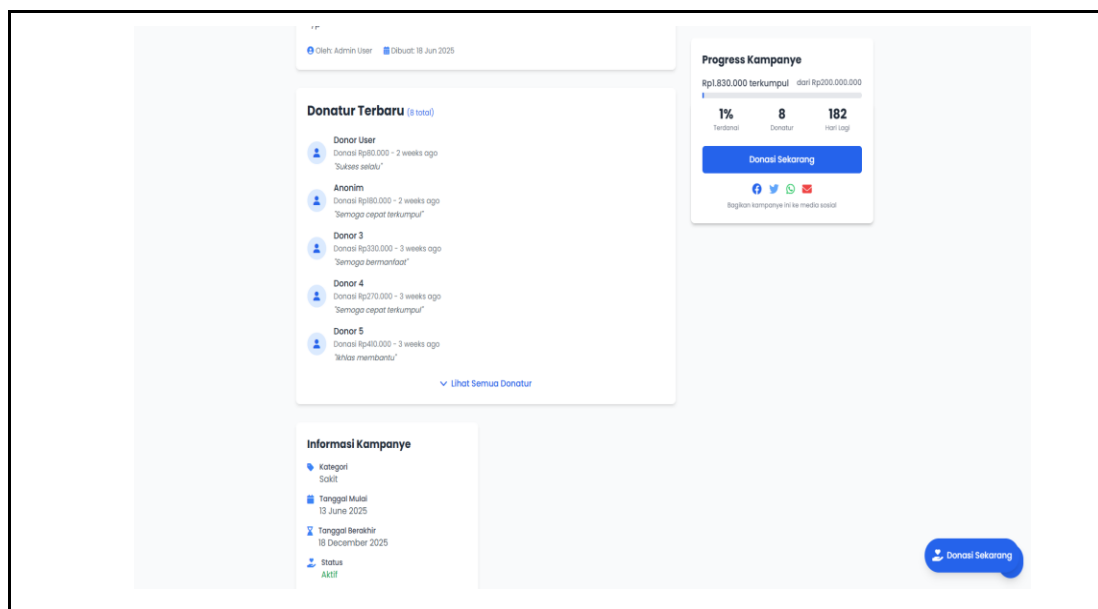 Oleh: Admin User Dibuat: 18 Jun 2025
Donatur Terbaru (8 total)
Donor User
Donasi Rp80.000 - 2 weeks ago
"Sukses selalu"
Anonim
Donasi Rp180.000 - 2 weeks ago
"Semoga cepat terkumpul"
Donor 3
Donasi Rp330.000 - 3 weeks ago
"Semoga bermanfaat"
Donor 4
Donasi Rp270.000 - 3 weeks ago
"Semoga cepat terkumpul"
Donor 5
Donasi Rp410.000 - 3 weeks ago
"Ikhlas membantu"
Lihat Semua Donatur
Informasi Kampanye
Kategori
Sakit
Tanggal Mulai
13 June 2025
Tanggal Berakhir
18 December 2025
Status
Aktif
Progress Kampanye
Rp1.830.000 terkumpul dari Rp200.000.000
1% 8 182
Terdanai Donatur Hari Lagi
Donasi Sekarang
Bagikan kampanye ini ke media sosial
Donasi Sekarang